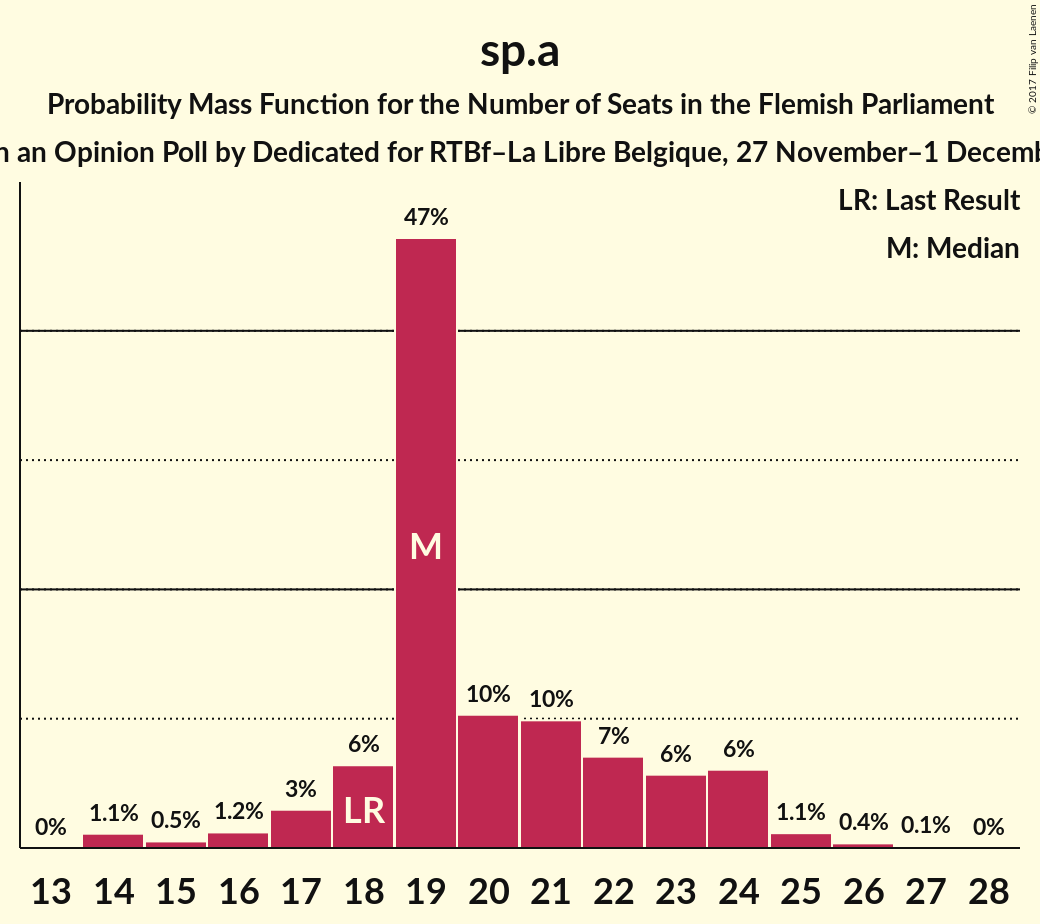 sp.a
Probability Mass Function for the Number of Seats in the Flemish Parliament
an Opinion Poll by Dedicated for RTBf–La Libre Belgique, 27 November–1
LR: Last Result
M: Median
47%
M
10%
10%
7%
6%
6%
6%
LR
3%
1.1%
0.5%
1.2%
0%
1.1%
0.4%
0.1%
0%
13 14 15 16 17 18 19 20 21 22 23 24 25 26 27 28
© 2017 Filip van Laenen